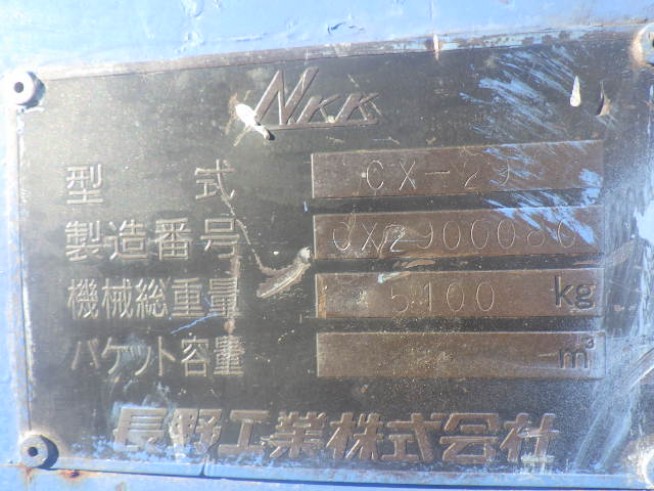 NKK
型式 CX-29
製造番号 CX2900080
機械総重量 5100 kg
バケット容量 m³
長野工業株式会社